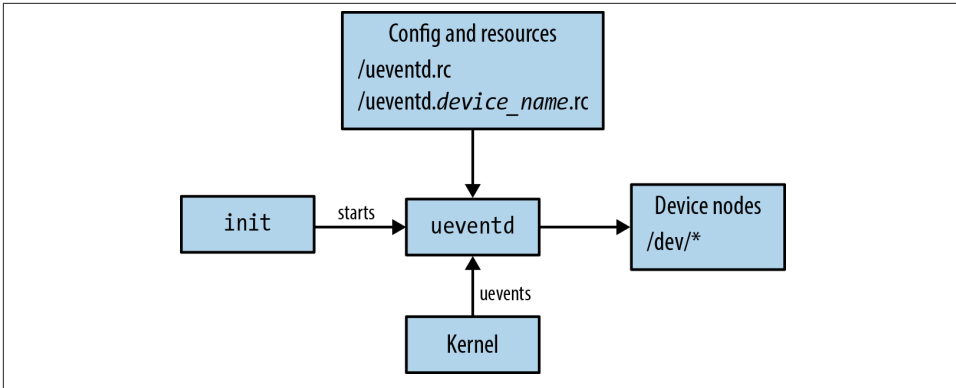 Config and resources
/ueventd.rc
/ueventd.device_name.rc
init
starts
ueventd
Device nodes
/dev/*
uevents
Kernel